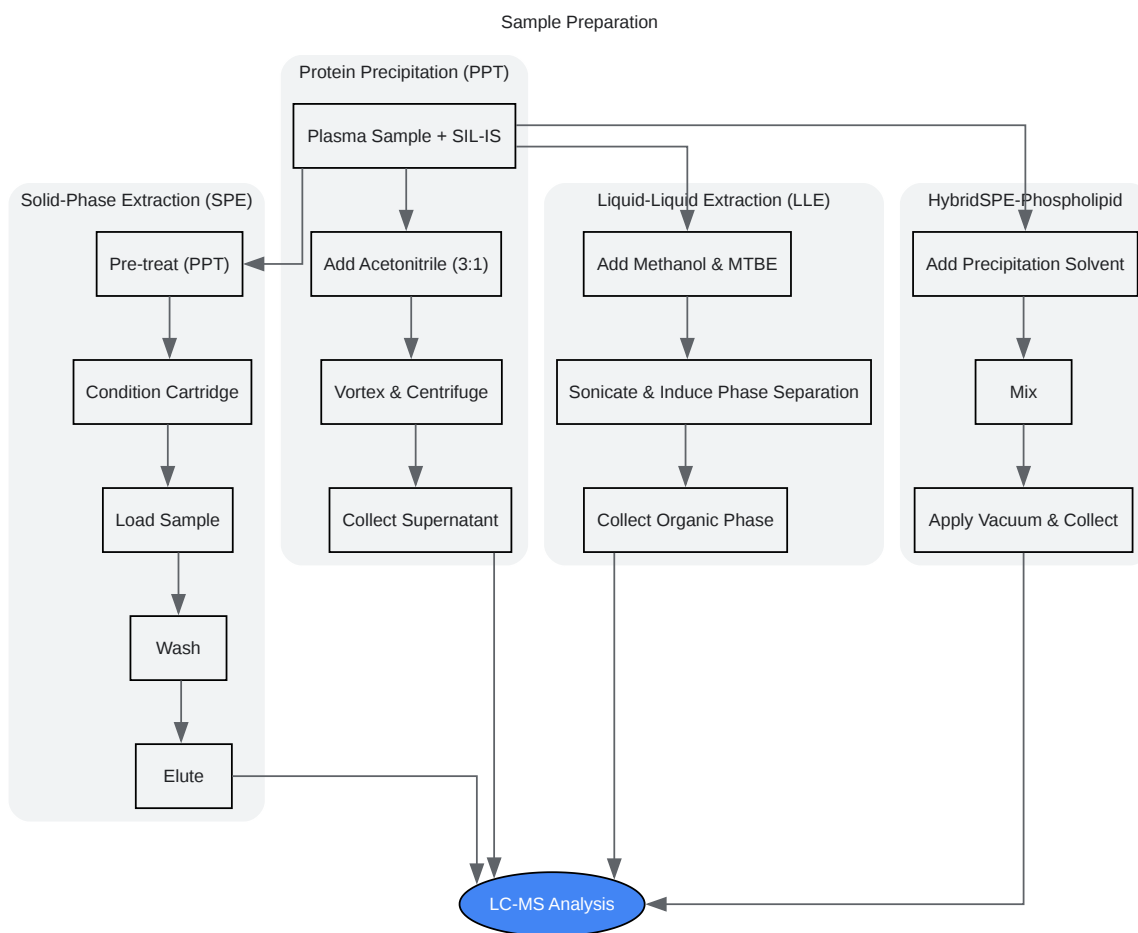 Sample Preparation
Protein Precipitation (PPT)
Plasma Sample + SIL-IS
Solid-Phase Extraction (SPE)
Liquid-Liquid Extraction (LLE)
HybridSPE-Phospholipid
Pre-treat (PPT)
Add Acetonitrile (3:1)
Add Methanol & MTBE
Add Precipitation Solvent
Condition Cartridge
Vortex & Centrifuge
Sonicate & Induce Phase Separation
Mix
Load Sample
Collect Supernatant
Collect Organic Phase
Apply Vacuum & Collect
Wash
Elute
LC-MS Analysis